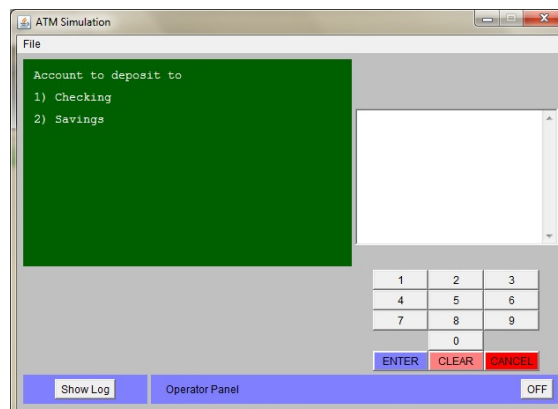 ATM Simulation
File
Account to deposit to
1) Checking
2) Savings
1 2 3
4 5 6
7 8 9
0
ENTER CLEAR CANCEL
Show Log Operator Panel OFF